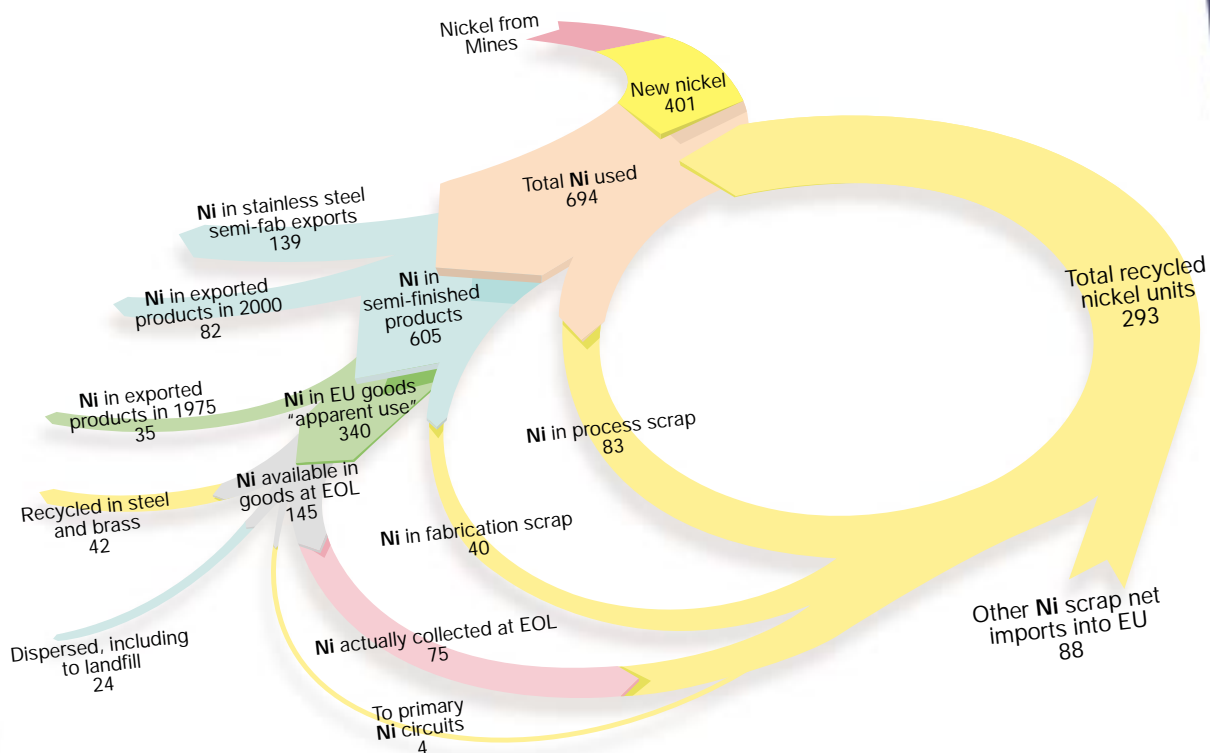 Nickel from
Mines
New nickel
401
Total Ni used
694
Ni in stainless steel
semi-fab exports
139
Ni in
semi-finished
products
605
Total recycled
nickel units
293
Ni in exported
products in 2000
82
Ni in exported
products in 1975
35
Ni in EU goods
"apparent use"
340
Ni in process scrap
83
Ni available in
goods at EOL
145
Recycled in steel
and brass
42
Ni in fabrication scrap
40
Other Ni scrap net
imports into EU
88
Ni actually collected at EOL
75
Dispersed, including
to landfill
24
To primary
Ni circuits
4